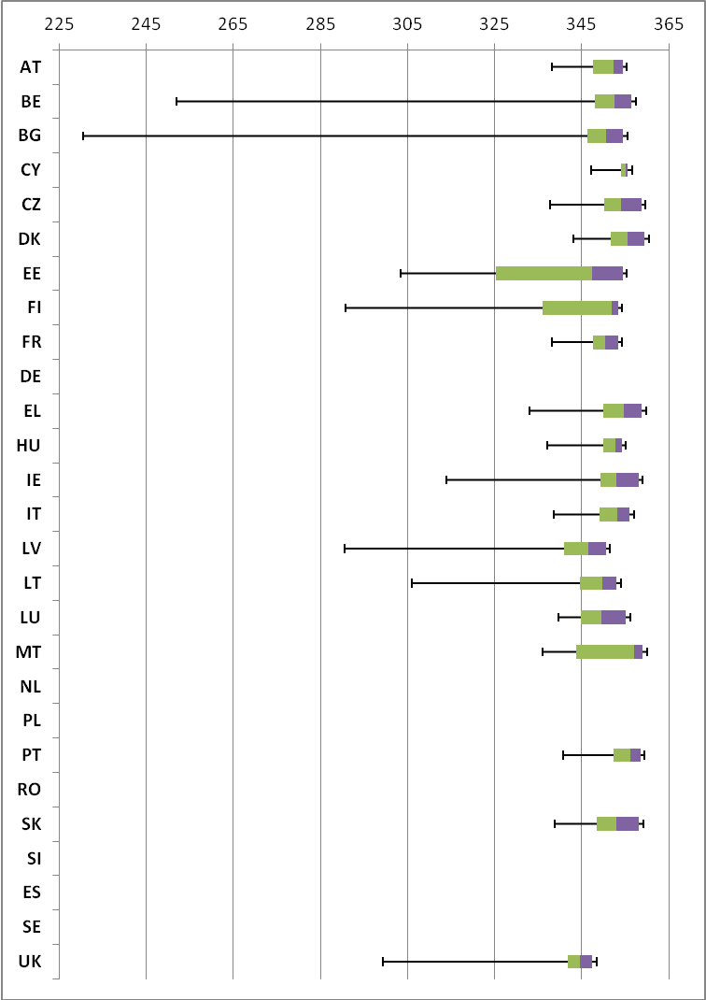 225 245 265 285 305 325 345 365
AT
BE
BG
CY
CZ
DK
EE
FI
FR
DE
EL
HU
IE
IT
LV
LT
LU
MT
NL
PL
PT
RO
SK
SI
ES
SE
UK